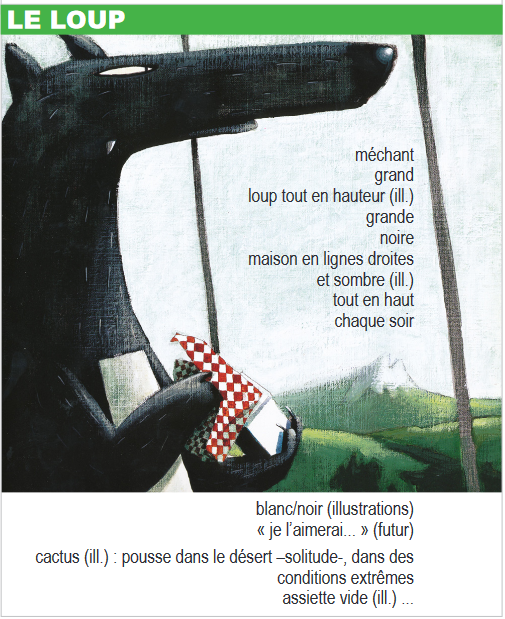 LE LOUP
méchant
grand
loup tout en hauteur (ill.)
grande
noire
maison en lignes droites
et sombre (ill.)
tout en haut
chaque soir
blanc/noir (illustrations)
« je l'aimerai... » (futur)
cactus (ill.) : pousse dans le désert –solitude-, dans des
conditions extrêmes
assiette vide (ill.) ...